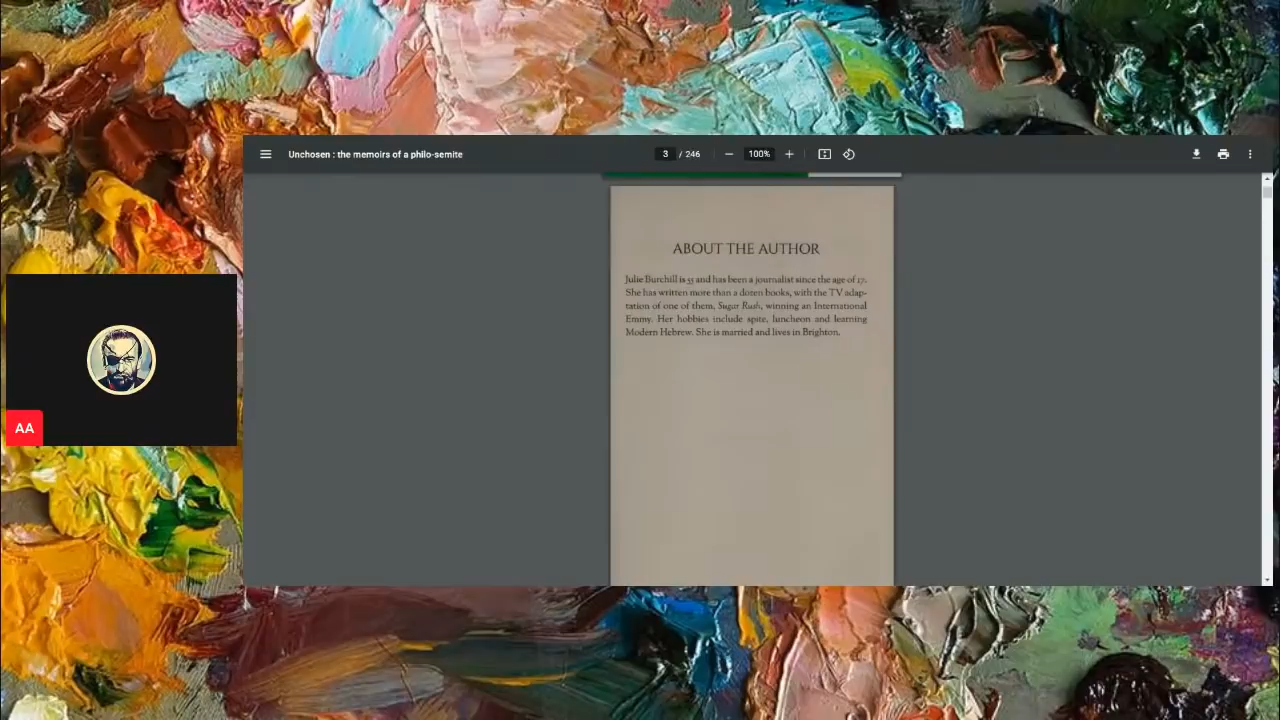 Unchosen : the memoirs of a philo-semite
3 / 246
100%
ABOUT THE AUTHOR
Julie Burchill is 55 and has been a journalist since the age of 17.
She has written more than a dozen books, with the TV adap-
tation of one of them, Sugar Rush, winning an International
Emmy. Her hobbies include spite, luncheon and learning
Modern Hebrew. She is married and lives in Brighton.
AA